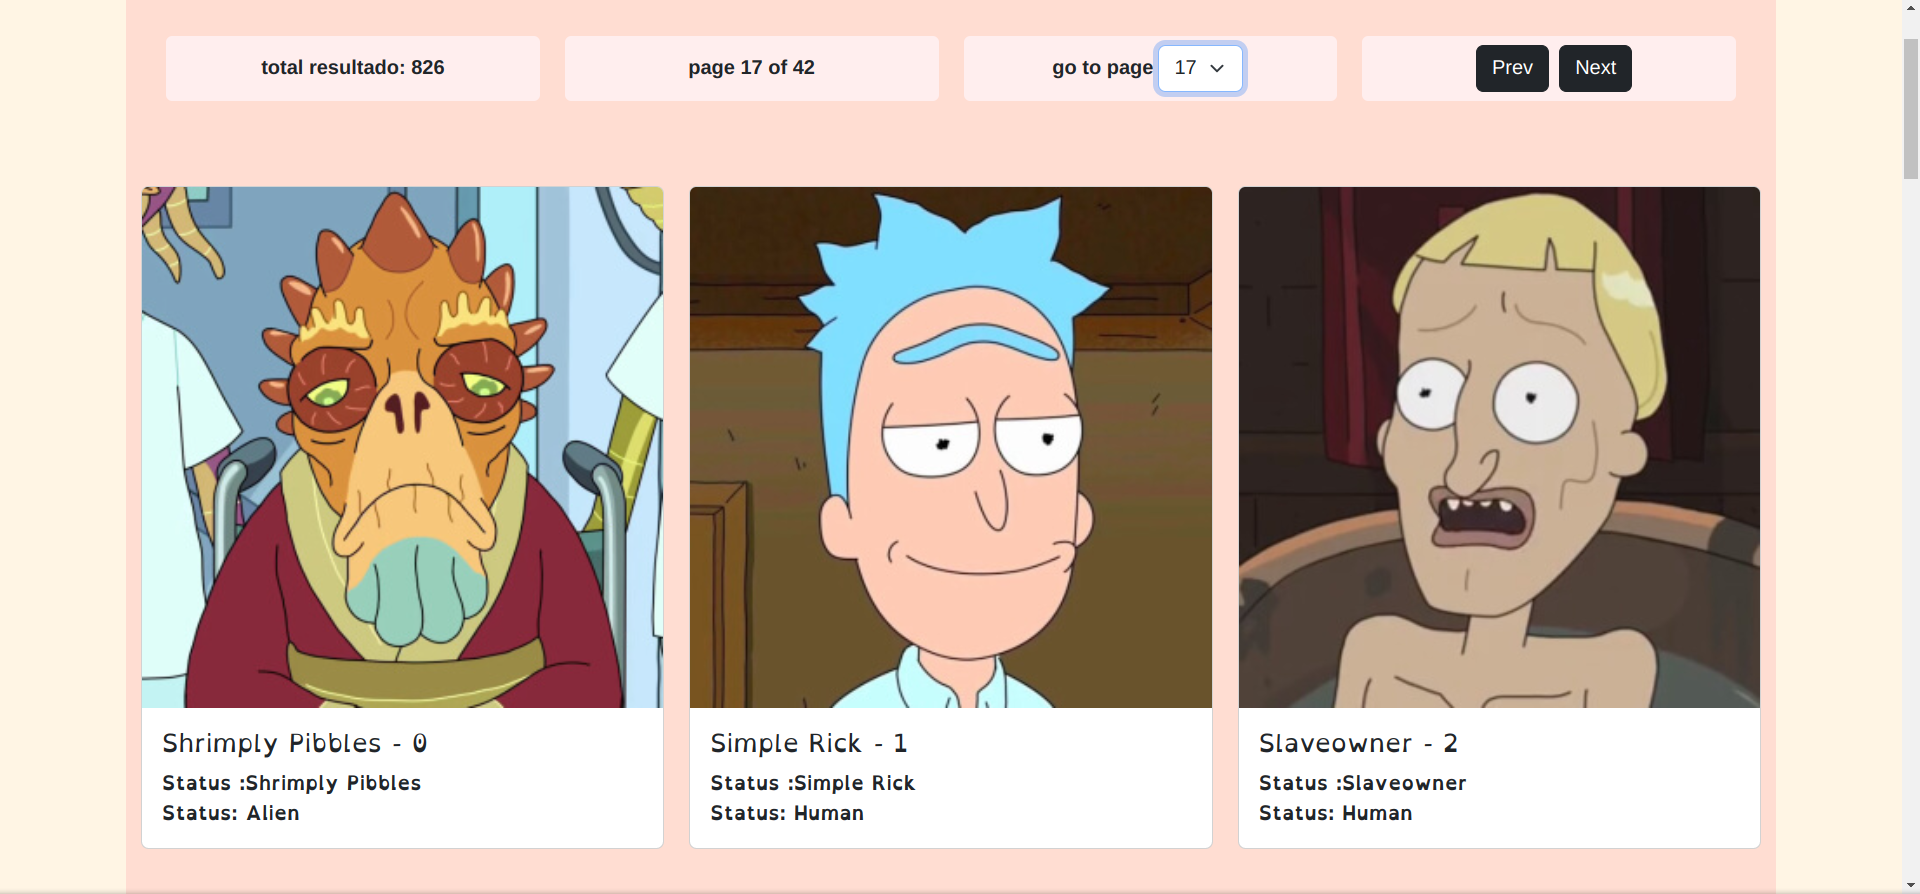 total resultado: 826
page 17 of 42
go to page 17
Prev Next
Shrimply Pibbles - 0
Status :Shrimply Pibbles
Status: Alien
Simple Rick - 1
Status :Simple Rick
Status: Human
Slaveowner - 2
Status :Slaveowner
Status: Human